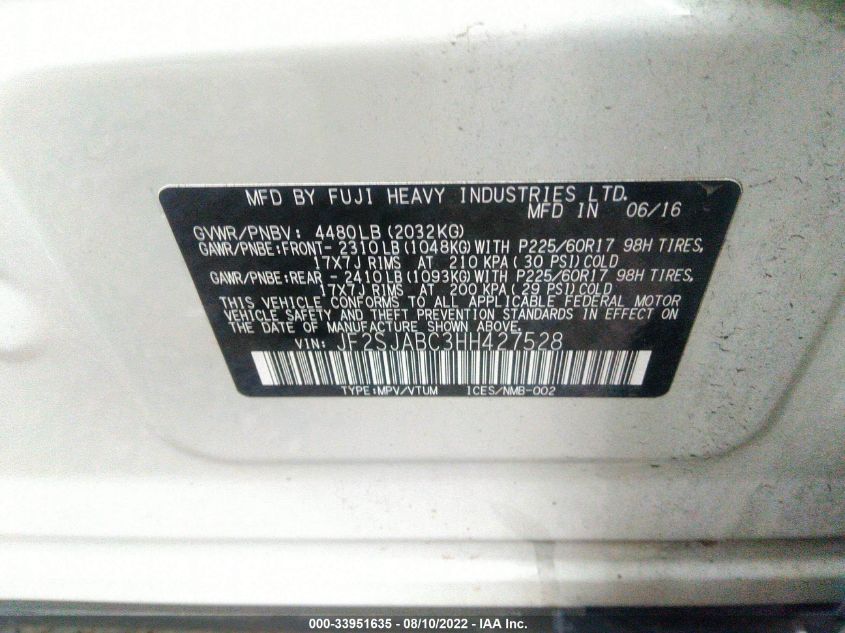 MFD BY FUJI HEAVY INDUSTRIES LTD.
MFD IN 06/16
GVWR/PNBV: 4480LB(2032KG)
GAWR/PNBE:FRONT- 2310LB(1048KG)WITH P225/60R17 98H TIRES,
17X7J RIMS AT 210 KPA(30 PSI)COLD
GAWR/PNBE:REAR - 2410LB(1093KG)WITH P225/60R17 98H TIRES,
17X7J RIMS AT 200 KPA(29 PSI)COLD
THIS VEHICLE CONFORMS TO ALL APPLICABLE FEDERAL MOTOR
VEHICLE SAFETY AND THEFT PREVENTION STANDARDS IN EFFECT ON
THE DATE OF MANUFACTURE SHOWN ABOVE.
VIN: JF2SJABC3HH427528
TYPE:MPV/VTUM ICES/NMB-002
000-33951635 - 08/10/2022 - IAA Inc.